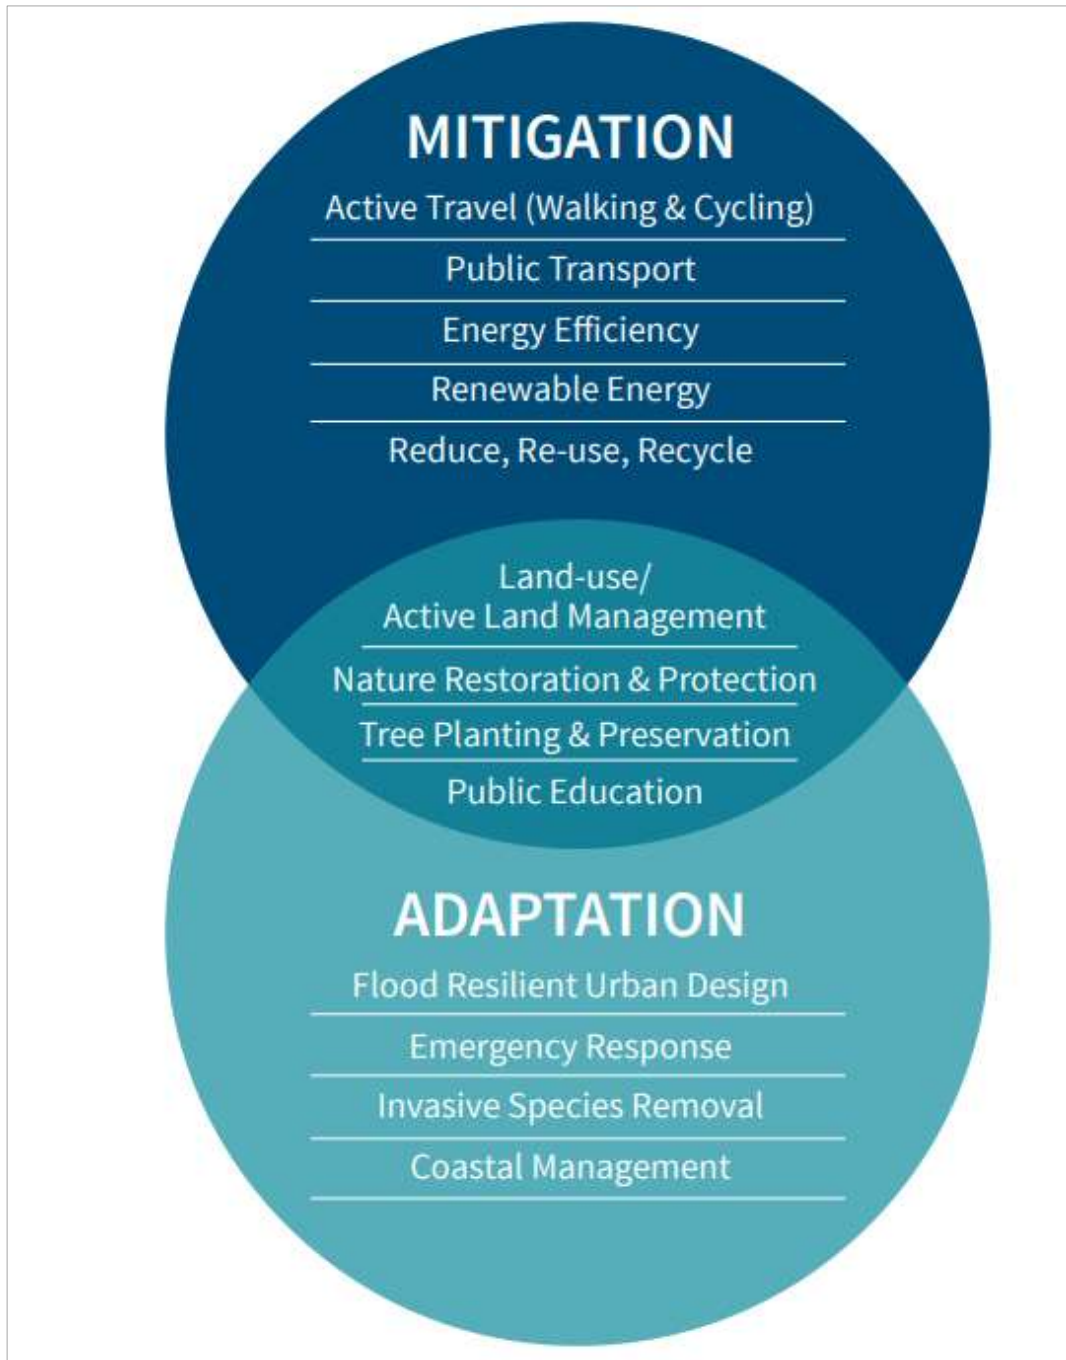 MITIGATION
Active Travel (Walking & Cycling)
Public Transport
Energy Efficiency
Renewable Energy
Reduce, Re-use, Recycle
Land-use/
Active Land Management
Nature Restoration & Protection
Tree Planting & Preservation
Public Education
ADAPTATION
Flood Resilient Urban Design
Emergency Response
Invasive Species Removal
Coastal Management